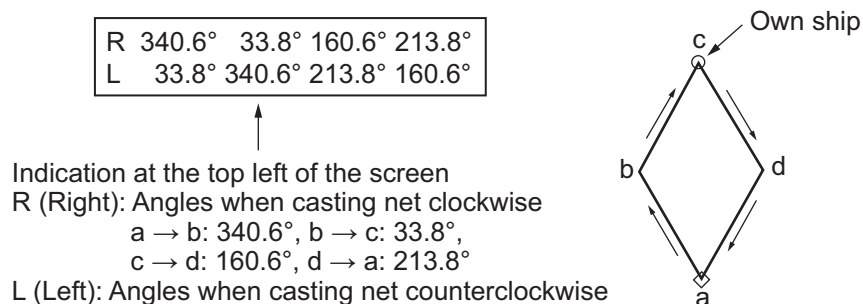 R 340.6° 33.8° 160.6° 213.8°
L 33.8° 340.6° 213.8° 160.6°
Indication at the top left of the screen
R (Right): Angles when casting net clockwise
a → b: 340.6°, b → c: 33.8°,
c → d: 160.6°, d → a: 213.8°
L (Left): Angles when casting net counterclockwise
Own ship
c
b
d
a